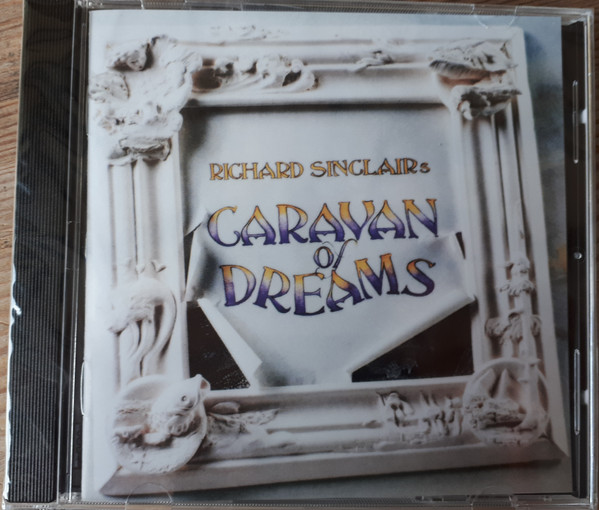 RICHARD SINCLAIRs
CARAVAN
of
DREAMS